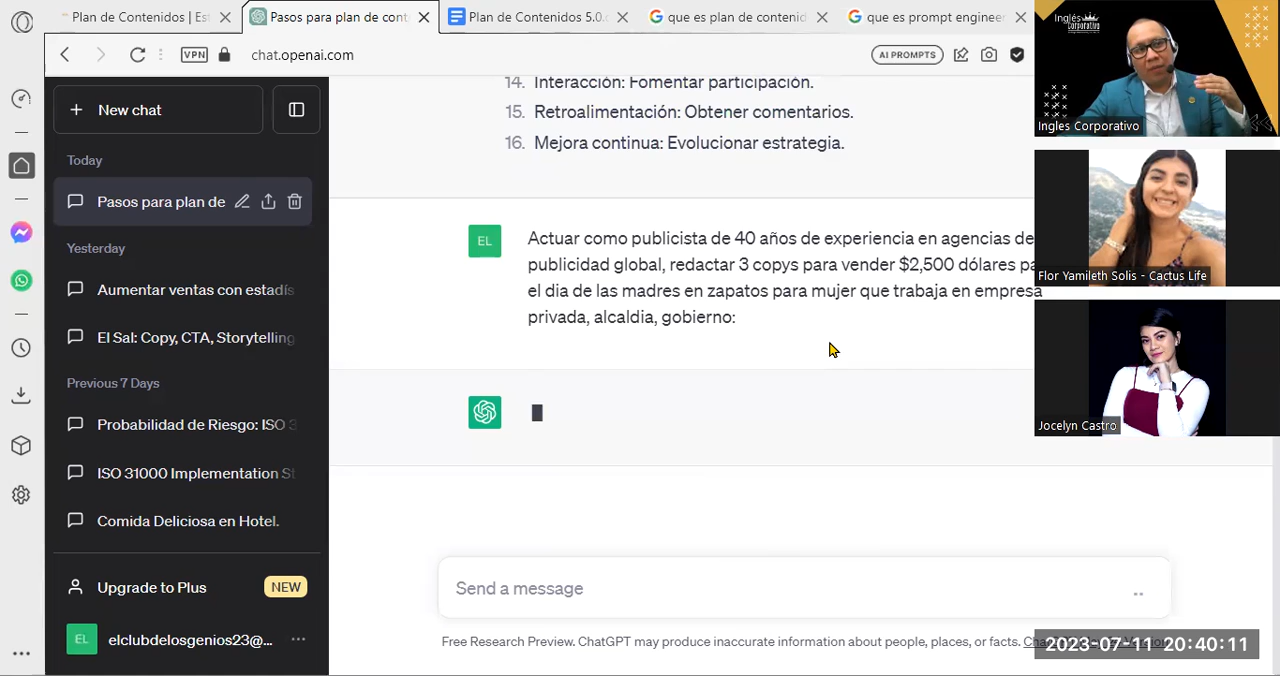 Plan de Contenidos | Es
Pasos para plan de cont
Plan de Contenidos 5.0.
que es plan de contenid
que es prompt enginee
VPN
chat.openai.com
AI PROMPTS
New chat
Today
Pasos para plan de
Yesterday
Aumentar ventas con estadís
El Sal: Copy, CTA, Storytelling
Previous 7 Days
Probabilidad de Riesgo: ISO 3
ISO 31000 Implementation St
Comida Deliciosa en Hotel.
Upgrade to Plus
NEW
EL
elclubdelosgenios23@...
14. Interacción: Fomentar participación.
15. Retroalimentación: Obtener comentarios.
16. Mejora continua: Evolucionar estrategia.
EL
Actuar como publicista de 40 años de experiencia en agencias de
publicidad global, redactar 3 copys para vender $2,500 dólares pa
el dia de las madres en zapatos para mujer que trabaja en empresa
privada, alcaldia, gobierno:
Send a message
Free Research Preview. ChatGPT may produce inaccurate information about people, places, or facts.
Inglés
Corporativo
Ingles Corporativo
Flor Yamileth Solis - Cactus Life
Jocelyn Castro
2023-07-11 20:40:11